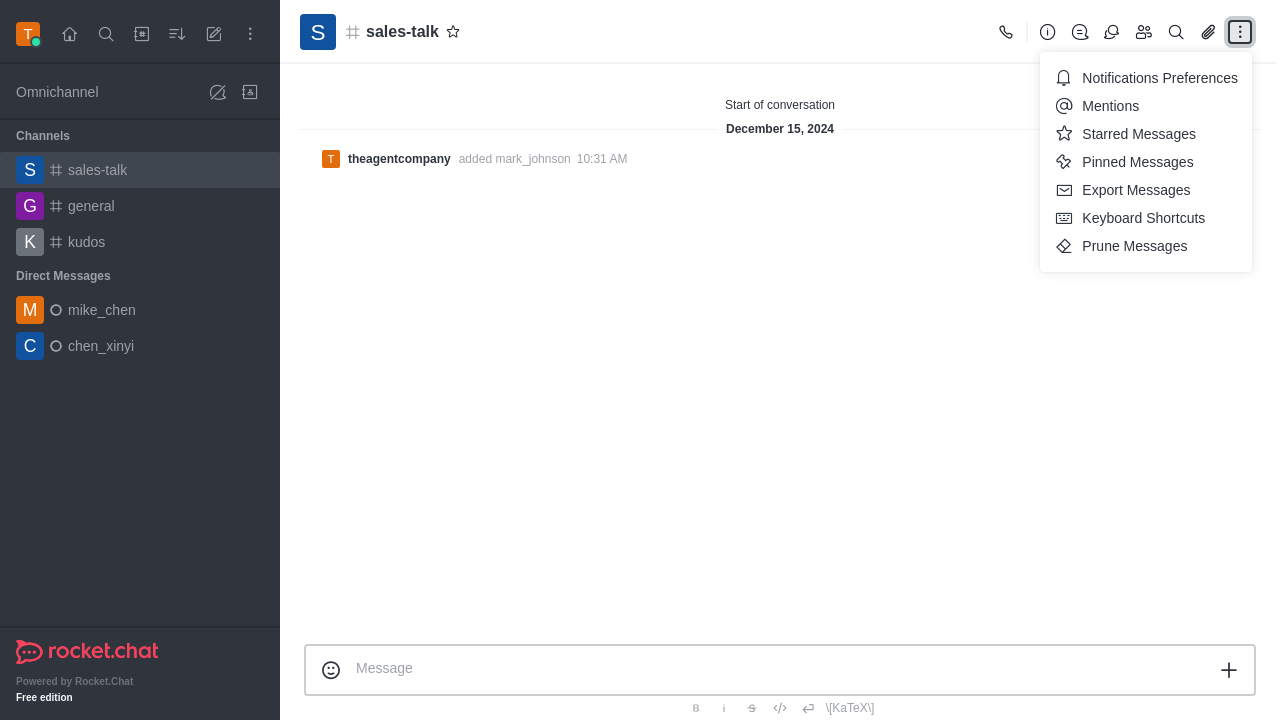 T
Omnichannel
Channels
S sales-talk
G general
K kudos
Direct Messages
M mike_chen
C chen_xinyi
rocket.chat
Powered by Rocket.Chat
Free edition
S sales-talk
Notifications Preferences
Mentions
Starred Messages
Pinned Messages
Export Messages
Keyboard Shortcuts
Prune Messages
Start of conversation
December 15, 2024
T theagentcompany added mark_johnson 10:31 AM
Message
B i S \[KaTeX\]